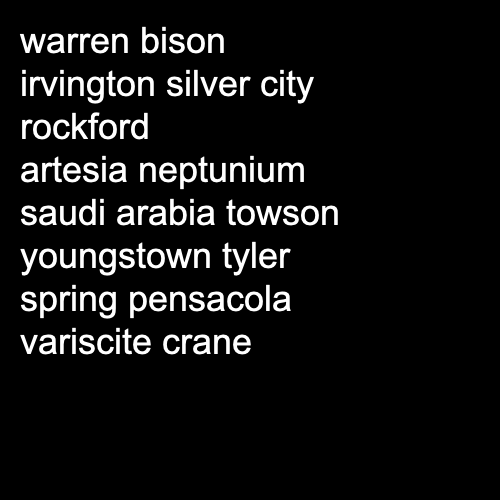 warren bison
irvington silver city
rockford
artesia neptunium
saudi arabia towson
youngstown tyler
spring pensacola
variscite crane